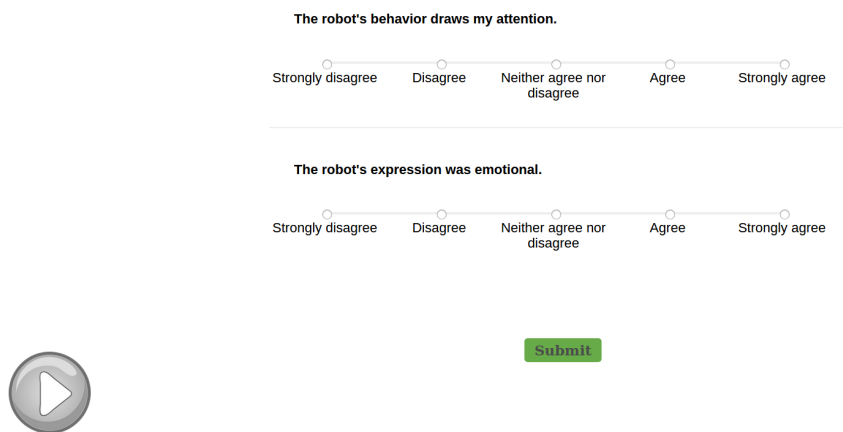 The robot's behavior draws my attention.
Strongly disagree Disagree Neither agree nor Agree Strongly agree
disagree
The robot's expression was emotional.
Strongly disagree Disagree Neither agree nor Agree Strongly agree
disagree
Submit